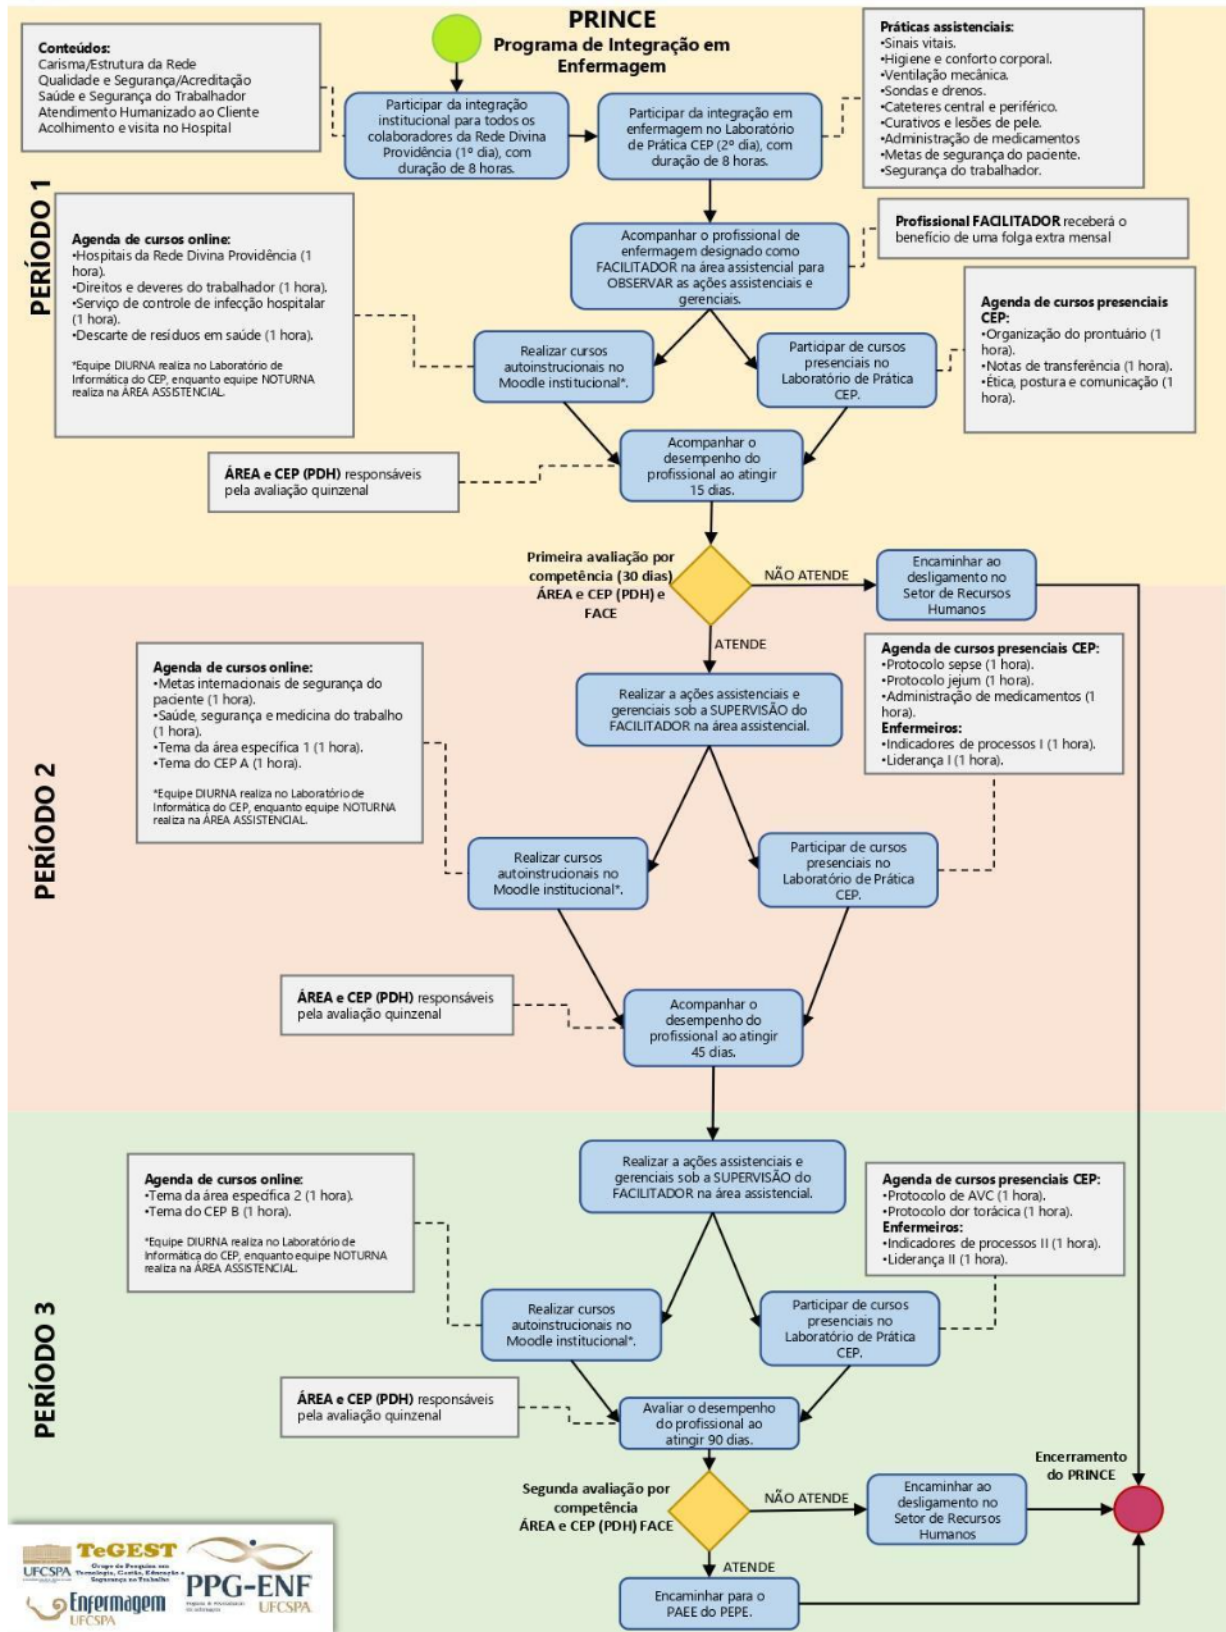 PRINCE
Programa de Integração em
Enfermagem
Conteúdos:
Carisma/Estrutura da Rede
Qualidade e Segurança/Acreditação
Saúde e Segurança do Trabalhador
Atendimento Humanizado ao Cliente
Acolhimento e visita no Hospital
Participar da integração
institucional para todos os
colaboradores da Rede Divina
Providência (1º dia), com
duração de 8 horas.
Participar da integração em
enfermagem no Laboratório
de Prática CEP (2º dia), com
duração de 8 horas.
Práticas assistenciais:
•Sinais vitais.
•Higiene e conforto corporal.
•Ventilação mecânica.
•Sondas e drenos.
•Cateteres central e periférico.
•Curativos e lesões de pele.
•Administração de medicamentos
•Metas de segurança do paciente.
•Segurança do trabalhador.
PERÍODO 1
Agenda de cursos online:
•Hospitais da Rede Divina Providência (1
hora).
•Direitos e deveres do trabalhador (1 hora).
•Serviço de controle de infecção hospitalar
(1 hora).
•Descarte de resíduos em saúde (1 hora).
*Equipe DIURNA realiza no Laboratório de
Informática do CEP, enquanto equipe NOTURNA
realiza na ÁREA ASSISTENCIAL.
Acompanhar o profissional de
enfermagem designado como
FACILITADOR na área assistencial para
OBSERVAR as ações assistenciais e
gerenciais.
Profissional FACILITADOR receberá o
benefício de uma folga extra mensal
Agenda de cursos presenciais
CEP:
•Organização do prontuário (1
hora).
•Notas de transferência (1 hora).
•Ética, postura e comunicação (1
hora).
Realizar cursos
autoinstrucionais no
Moodle institucional*.
Participar de cursos
presenciais no
Laboratório de Prática
CEP.
ÁREA e CEP (PDH) responsáveis
pela avaliação quinzenal
Acompanhar o
desempenho do
profissional ao atingir
15 dias.
Primeira avaliação por
competência (30 dias)
ÁREA e CEP (PDH) e
FACE
NÃO ATENDE
Encaminhar ao
desligamento no
Setor de Recursos
Humanos
ATENDE
PERÍODO 2
Agenda de cursos online:
•Metas internacionais de segurança do
paciente (1 hora).
•Saúde, segurança e medicina do trabalho
(1 hora).
•Tema da área específica 1 (1 hora).
•Tema do CEP A (1 hora).
*Equipe DIURNA realiza no Laboratório de
Informática do CEP, enquanto equipe NOTURNA
realiza na ÁREA ASSISTENCIAL.
Realizar a ações assistenciais e
gerenciais sob a SUPERVISÃO do
FACILITADOR na área assistencial.
Agenda de cursos presenciais CEP:
•Protocolo sepse (1 hora).
•Protocolo jejum (1 hora).
•Administração de medicamentos (1
hora).
Enfermeiros:
•Indicadores de processos I (1 hora).
•Liderança I (1 hora).
Realizar cursos
autoinstrucionais no
Moodle institucional*.
Participar de cursos
presenciais no
Laboratório de Prática
CEP.
ÁREA e CEP (PDH) responsáveis
pela avaliação quinzenal
Acompanhar o
desempenho do
profissional ao atingir
45 dias.
PERÍODO 3
Agenda de cursos online:
•Tema da área específica 2 (1 hora).
•Tema do CEP B (1 hora).
*Equipe DIURNA realiza no Laboratório de
Informática do CEP, enquanto equipe NOTURNA
realiza na ÁREA ASSISTENCIAL.
Realizar a ações assistenciais e
gerenciais sob a SUPERVISÃO do
FACILITADOR na área assistencial.
Agenda de cursos presenciais CEP:
•Protocolo de AVC (1 hora).
•Protocolo dor torácica (1 hora).
Enfermeiros:
•Indicadores de processos II (1 hora).
•Liderança II (1 hora).
Realizar cursos
autoinstrucionais no
Moodle institucional*.
Participar de cursos
presenciais no
Laboratório de Prática
CEP.
ÁREA e CEP (PDH) responsáveis
pela avaliação quinzenal
Avaliar o desempenho
do profissional ao
atingir 90 dias.
Segunda avaliação por
competência
ÁREA e CEP (PDH) FACE
NÃO ATENDE
Encaminhar ao
desligamento no
Setor de Recursos
Humanos
Encerramento
do PRINCE
ATENDE
Encaminhar para o
PAEE do PEPE.
UFCSPA
TeGEST
Grupo de Pesquisa em
Tecnologia, Gestão, Educação e
Segurança no Trabalho
Enfermagem
UFCSPA
PPG-ENF
UFCSPA